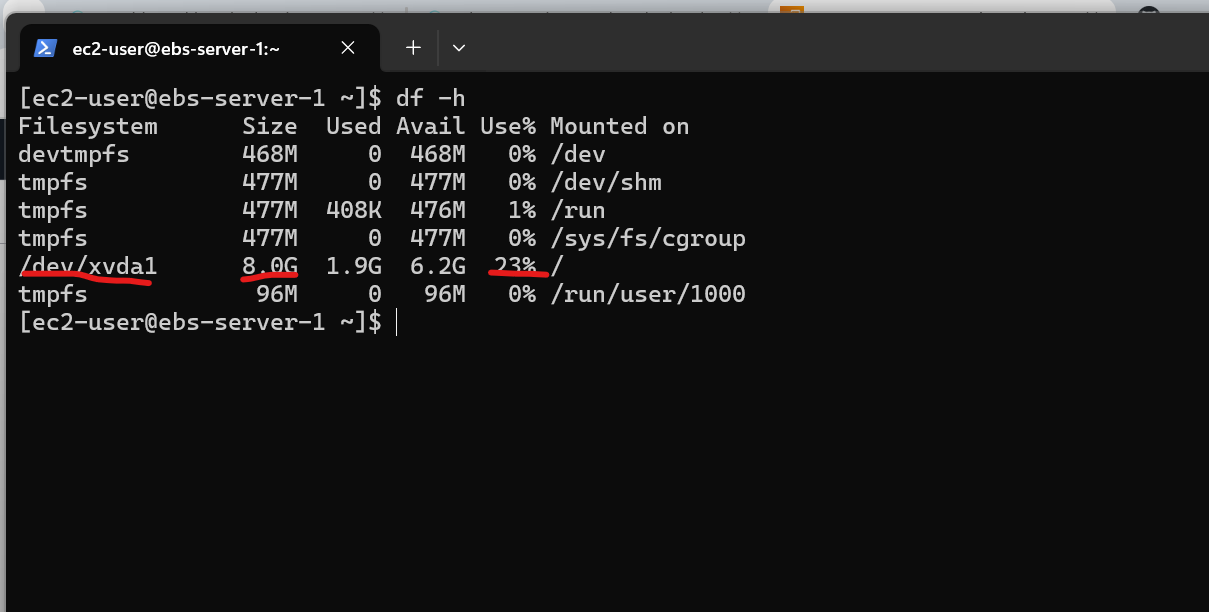 ec2-user@ebs-server-1:~
[ec2-user@ebs-server-1 ~]$ df -h
Filesystem      Size  Used Avail Use% Mounted on
devtmpfs        468M     0  468M   0% /dev
tmpfs           477M     0  477M   0% /dev/shm
tmpfs           477M  408K  476M   1% /run
tmpfs           477M     0  477M   0% /sys/fs/cgroup
/dev/xvda1      8.0G  1.9G  6.2G  23% /
tmpfs            96M     0   96M   0% /run/user/1000
[ec2-user@ebs-server-1 ~]$